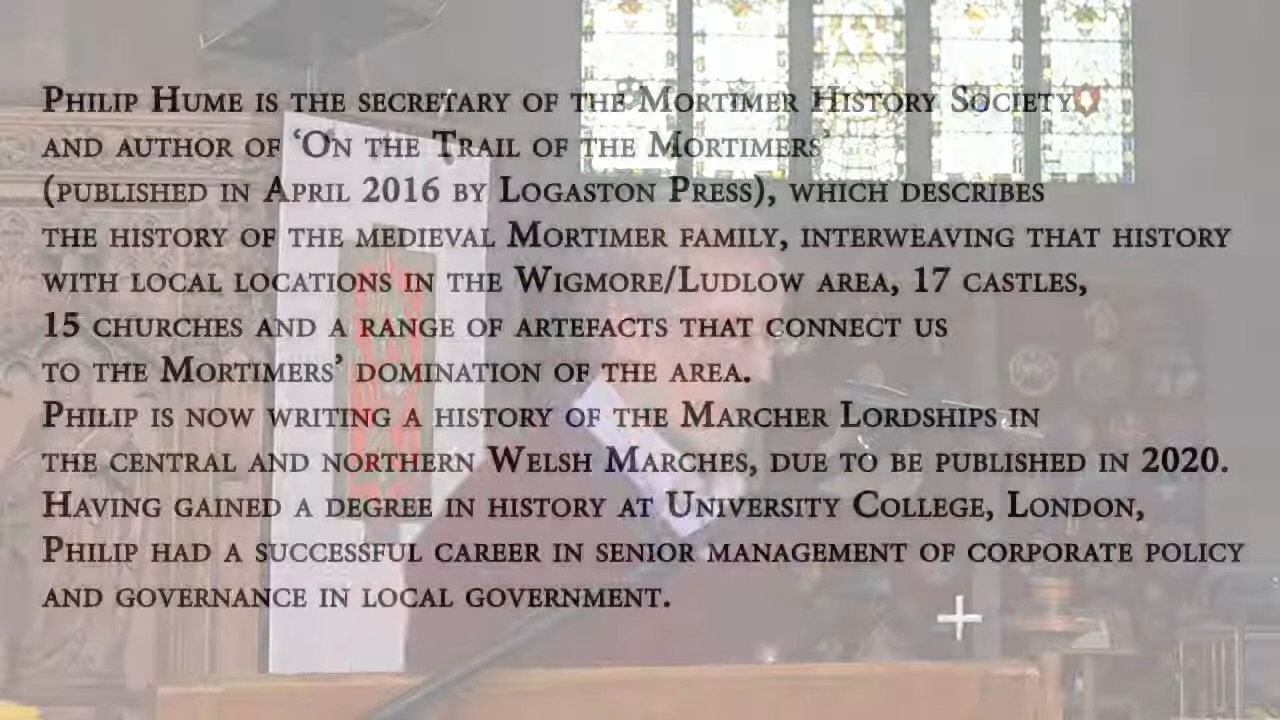 Philip Hume is the secretary of the Mortimer History Society
and author of ‘On the Trail of the Mortimers’
(published in April 2016 by Logaston Press), which describes
the history of the medieval Mortimer family, interweaving that history
with local locations in the Wigmore/Ludlow area, 17 castles,
15 churches and a range of artefacts that connect us
to the Mortimers’ domination of the area.
Philip is now writing a history of the Marcher Lordships in
the central and northern Welsh Marches, due to be published in 2020.
Having gained a degree in history at University College, London,
Philip had a successful career in senior management of corporate policy
and governance in local government.